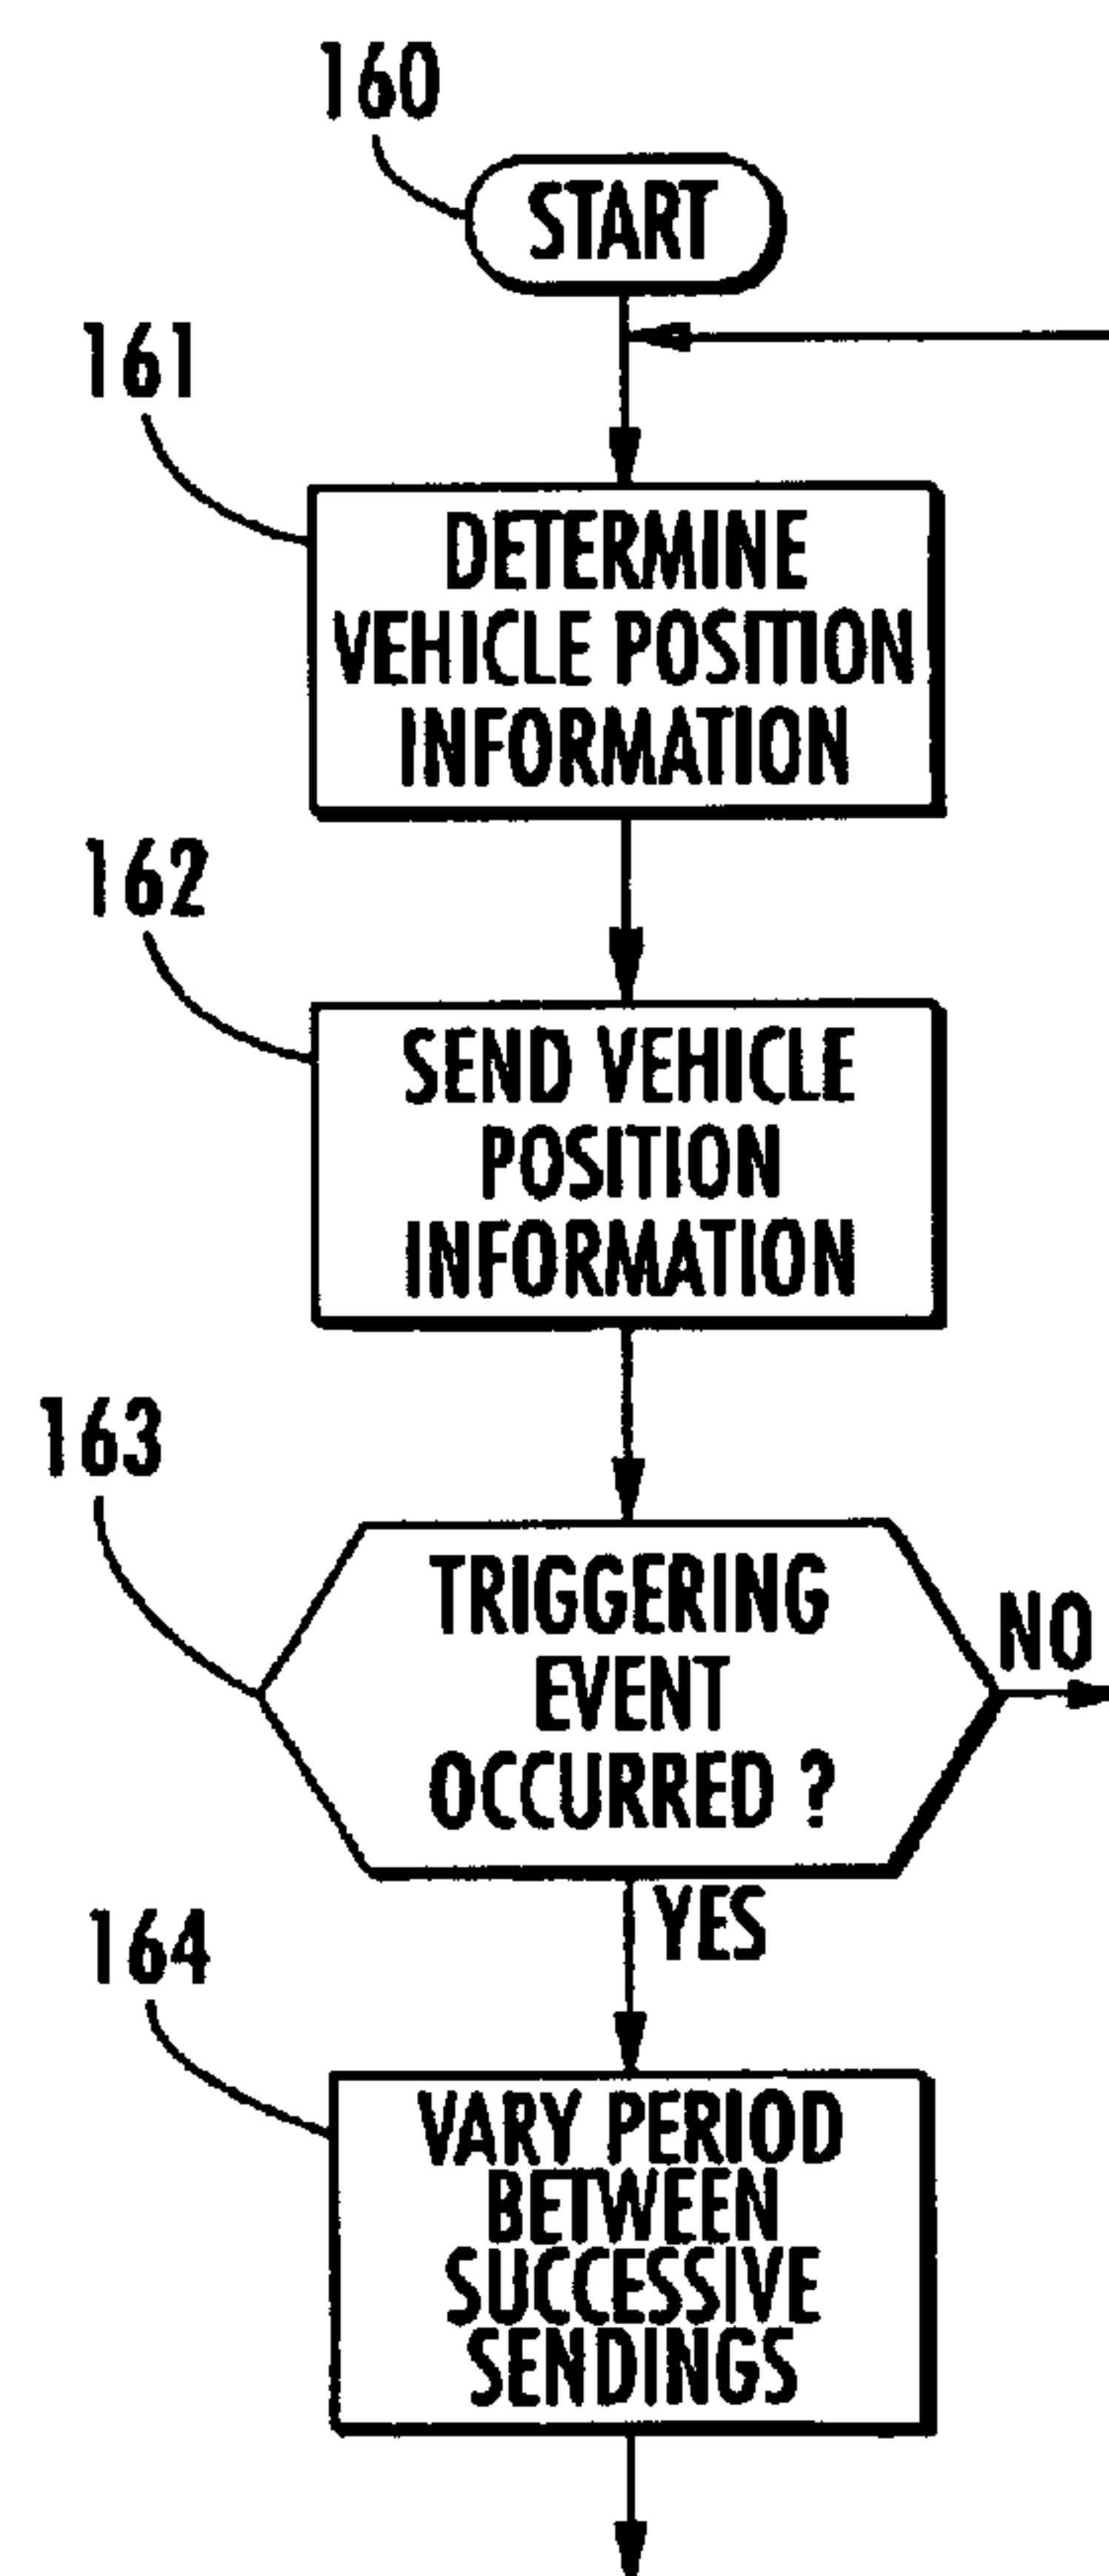 160
START
161
DETERMINE
VEHICLE POSITION
INFORMATION
162
SEND VEHICLE
POSITION
INFORMATION
163
TRIGGERING
EVENT
OCCURRED ?
NO
YES
164
VARY PERIOD
BETWEEN
SUCCESSIVE
SENDINGS